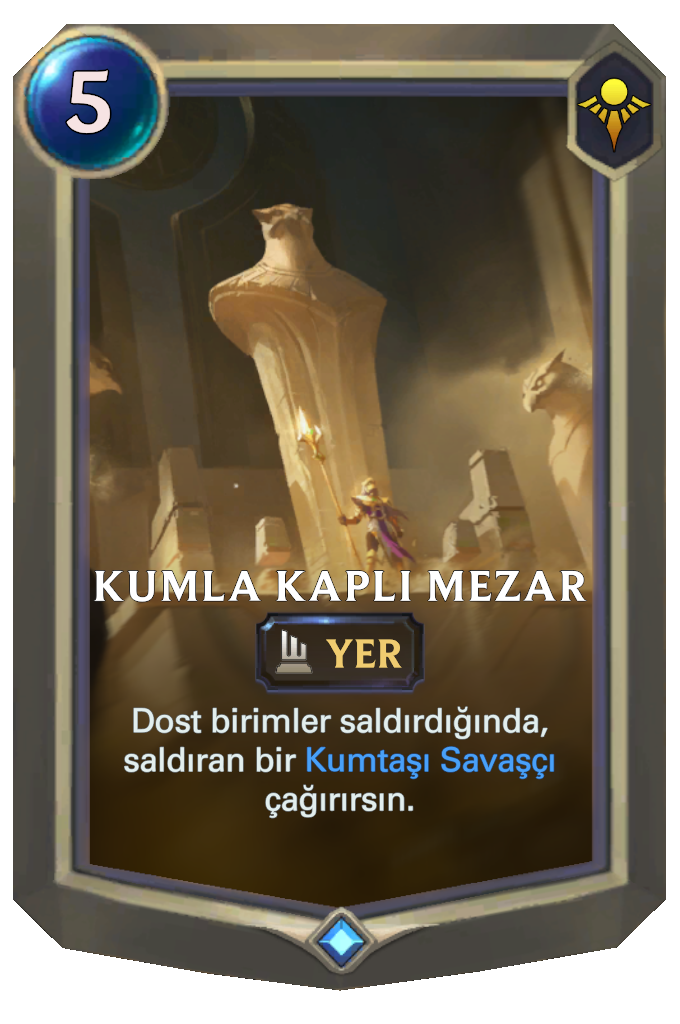 5
KUMLA KAPLI MEZAR
YER
Dost birimler saldırdığında,
saldıran bir Kumtaşı Savaşçı
çağırırsın.